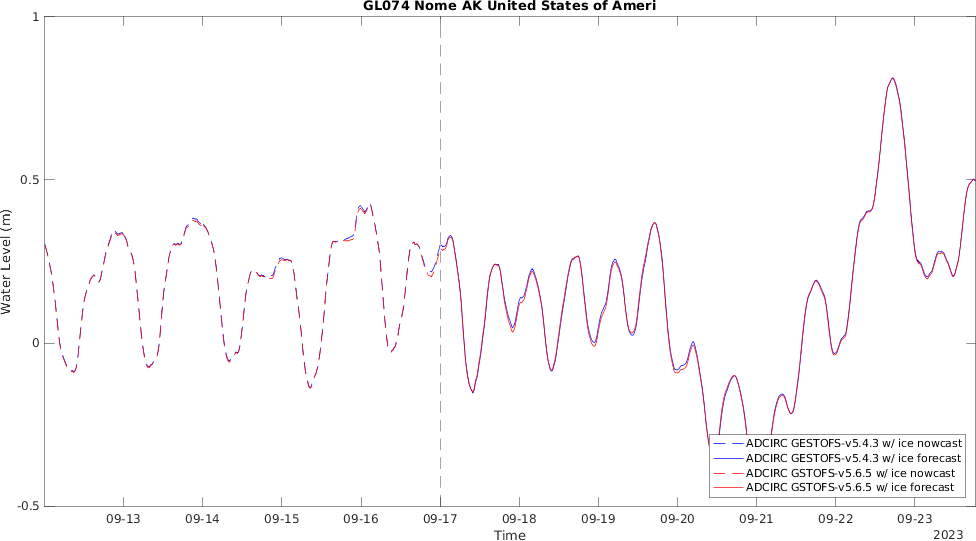 GL074 Nome AK United States of Ameri
1
0.5
0
-0.5
Water Level (m)
ADCIRC GESTOFS-v5.4.3 w/ ice nowcast
ADCIRC GESTOFS-v5.4.3 w/ ice forecast
ADCIRC GSTOFS-v5.6.5 w/ ice nowcast
ADCIRC GSTOFS-v5.6.5 w/ ice forecast
09-13 09-14 09-15 09-16 09-17 09-18 09-19 09-20 09-21 09-22 09-23
Time
2023